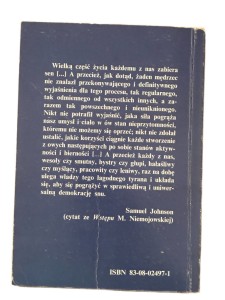 Wielką część życia każdemu z nas zabiera
sen [...] A przecież, jak dotąd, żaden mędrzec
nie znalazł przekonywającego i definitywnego
wyjaśnienia dla tego procesu, tak regularnego,
tak odmiennego od wszystkich innych, a za-
razem tak powszechnego i nieuniknionego.
Nikt nie potrafił wyjaśnić, jaka siła pogrąża
nasz umysł i ciało w ów stan nieprzytomności,
któremu nie możemy się oprzeć; nikt nie zdołał
ustalić, jakie korzyści ciągnie każde stworzenie
z owych następujących po sobie stanów aktyw-
ności i bierności [...] A przecież każdy z nas,
wesoły czy smutny, bystry czy głupi, hałaśliwy
czy myślący, pracowity czy leniwy, raz na dobę
ulega władzy tego łagodnego tyrana i układa
się, aby się pogrążyć w sprawiedliwą i uniwer-
salną demokrację snu.
Samuel Johnson
(cytat ze Wstępu M. Niemojowskiej)
ISBN 83-08-02497-1